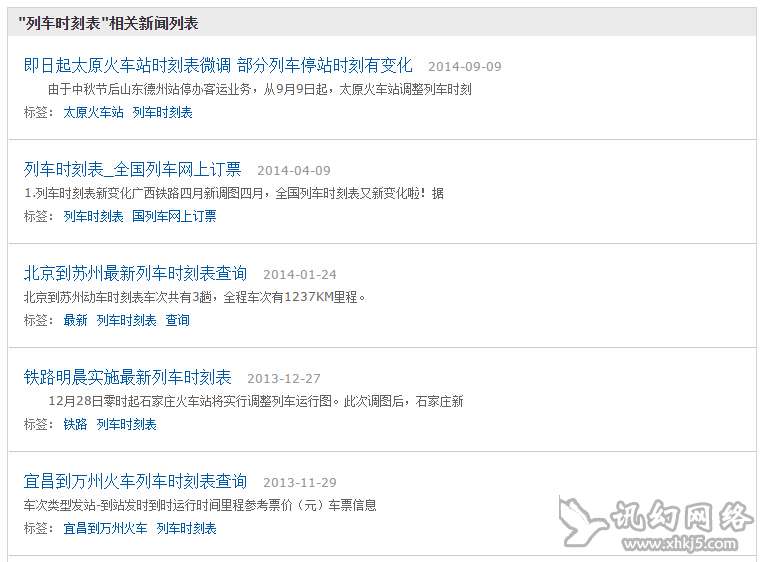 "列车时刻表"相关新闻列表
即日起太原火车站时刻表微调 部分列车停站时刻有变化 2014-09-09
由于中秋节后山东德州站停办客运业务，从9月9日起，太原火车站调整列车时刻
标签： 太原火车站 列车时刻表
列车时刻表_全国列车网上订票 2014-04-09
1.列车时刻表新变化广西铁路四月新调图四月，全国列车时刻表又新变化啦！据
标签： 列车时刻表 国列车网上订票
北京到苏州最新列车时刻表查询 2014-01-24
北京到苏州动车时刻表车次共有3趟，全程车次有1237KM里程。
标签： 最新 列车时刻表 查询
铁路明晨实施最新列车时刻表 2013-12-27
12月28日零时起石家庄火车站将实行调整列车运行图。此次调图后，石家庄新
标签： 铁路 列车时刻表
宜昌到万州火车列车时刻表查询 2013-11-29
车次类型发站-到站发时到时运行时间里程参考票价（元）车票信息
标签： 宜昌到万州火车 列车时刻表
讯幻网络
www.xhkj5.com